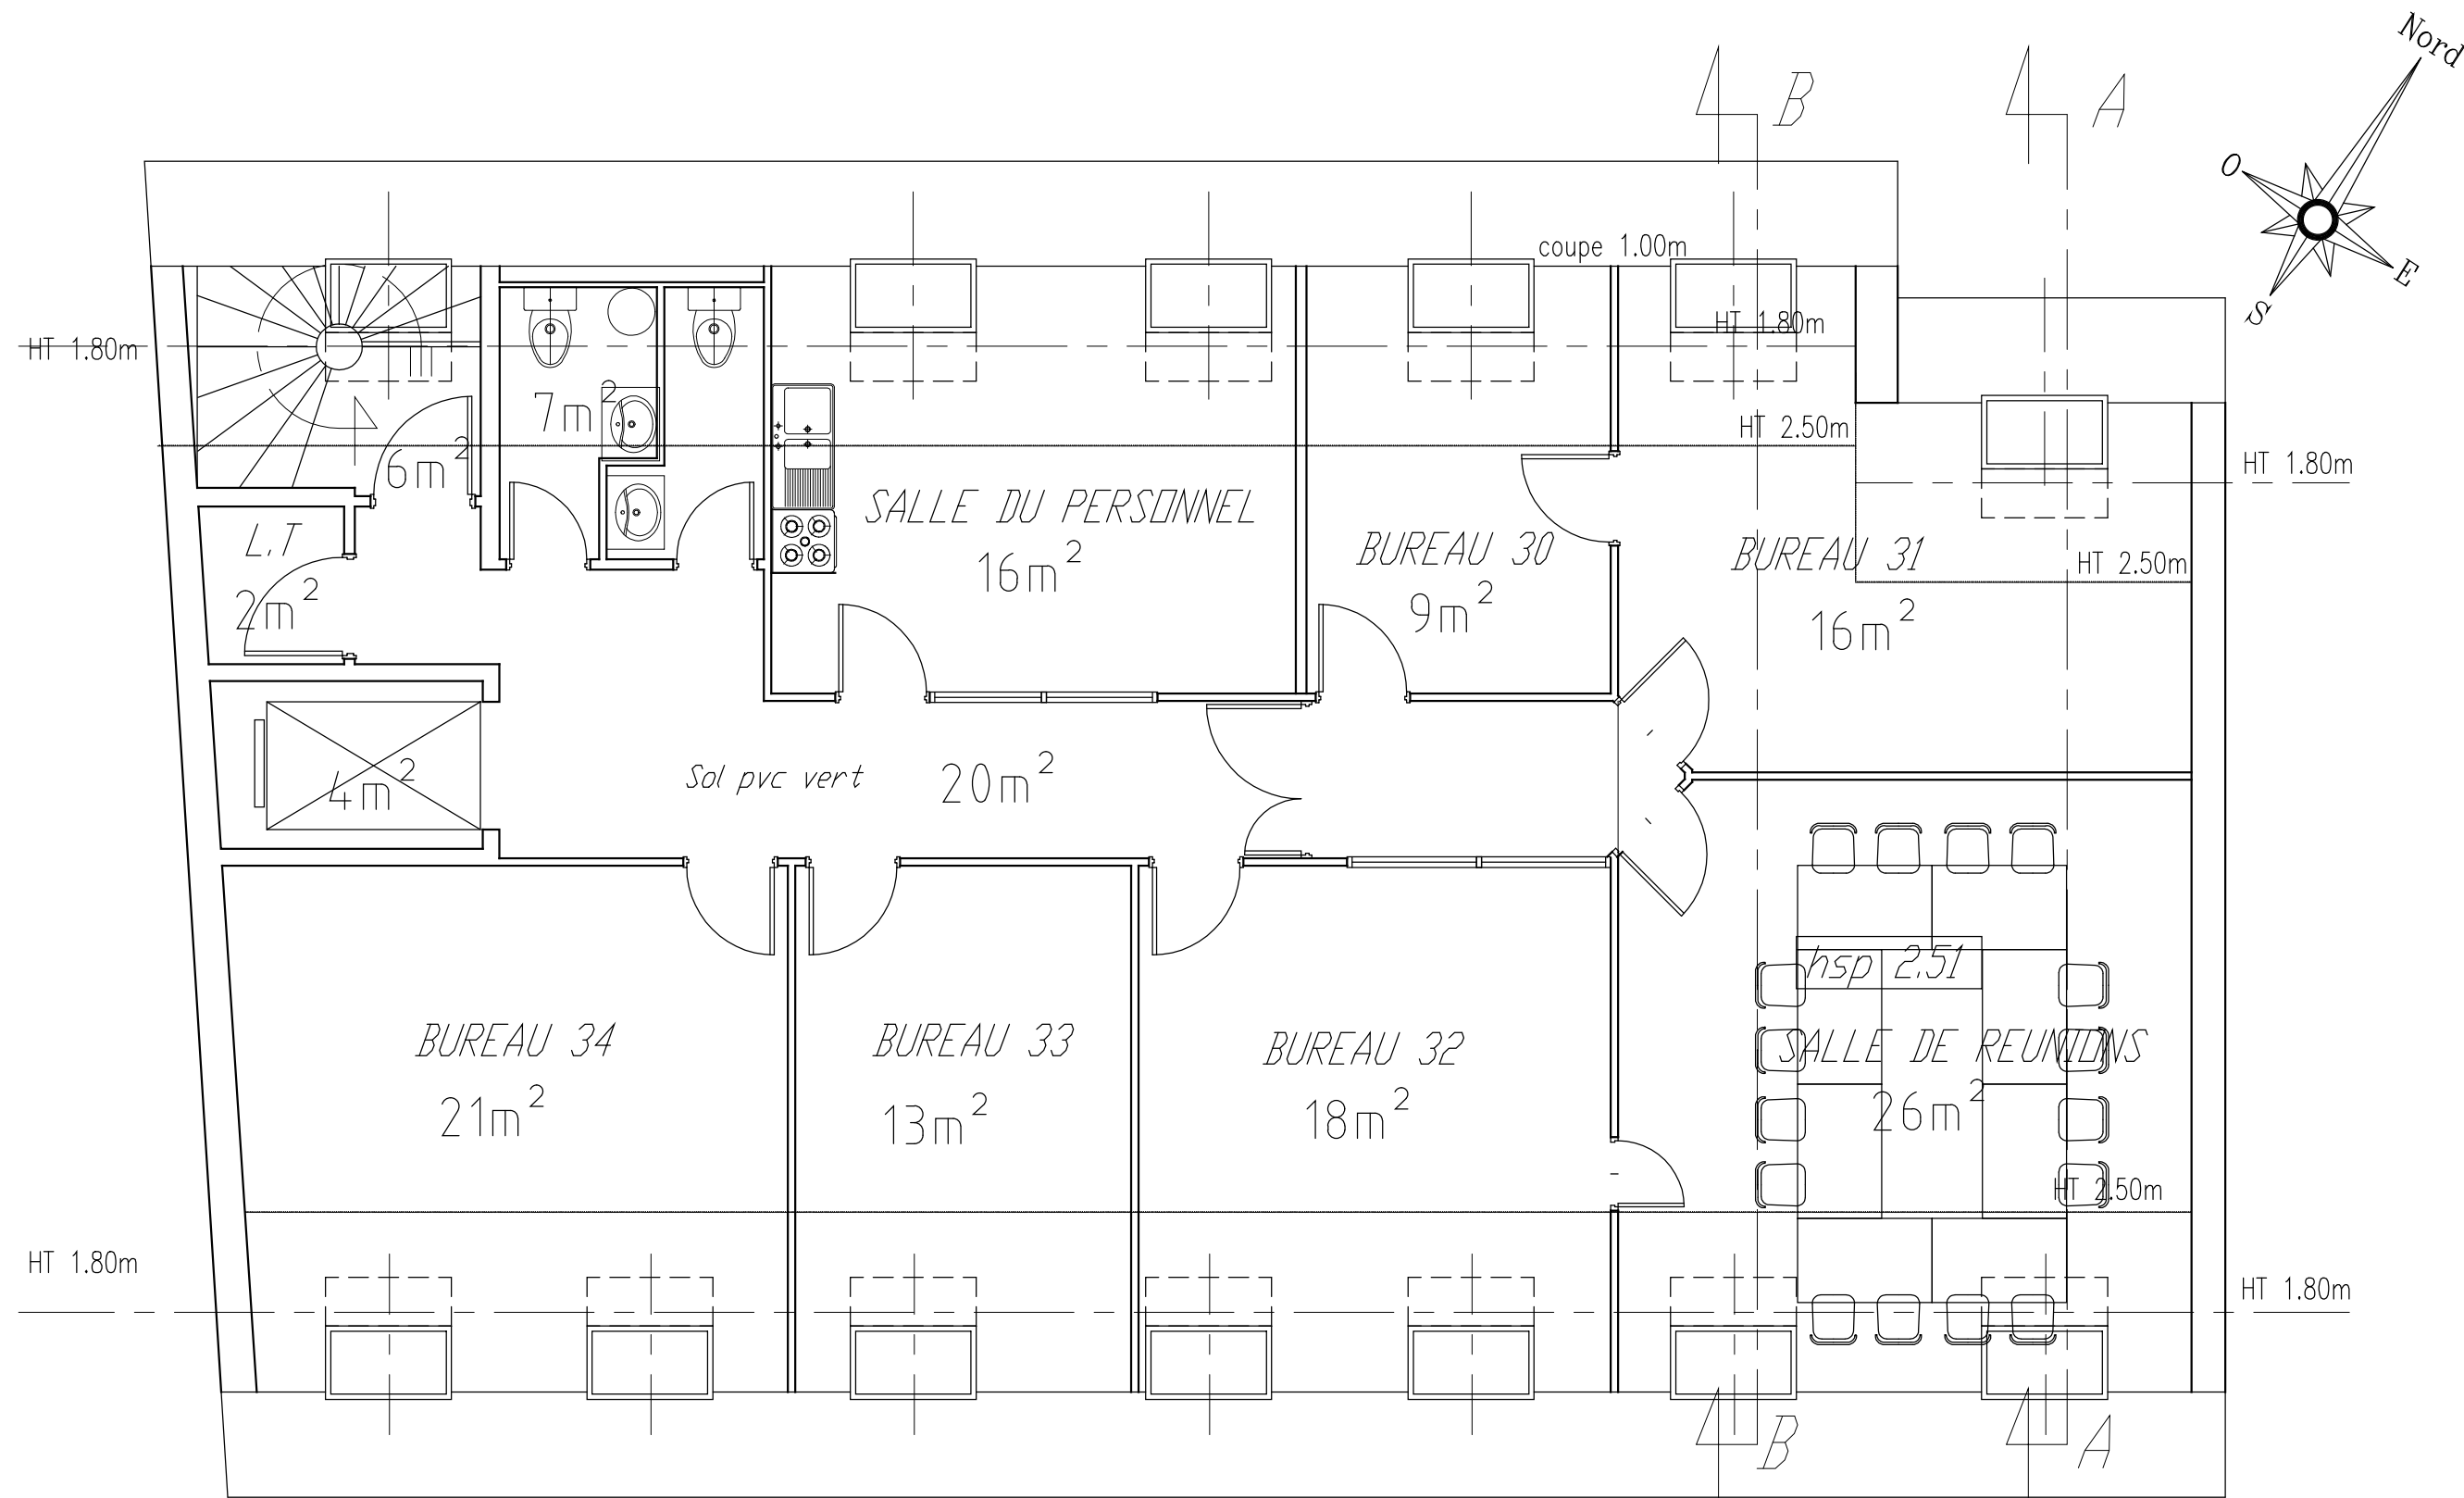 Nord
B
A
O
E
S
coupe 1.00m
HT 1.80m
HT 1.80m
7m²
HT 2.50m
6m²
HT 1.80m
SALLE DU PERSONNEL
16m²
L.T
2m²
BUREAU 30
9m²
BUREAU 31
16m²
HT 2.50m
4m²
Sol pvc vert
20m²
hsp 2.51
BUREAU 34
21m²
BUREAU 33
13m²
BUREAU 32
18m²
SALLE DE REUNIONS
26m²
HT 2.50m
HT 1.80m
HT 1.80m
B
A